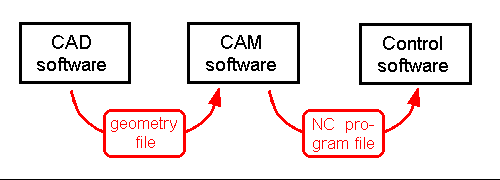 CAD
software
CAM
software
Control
software
geometry
file
NC pro-
gram file